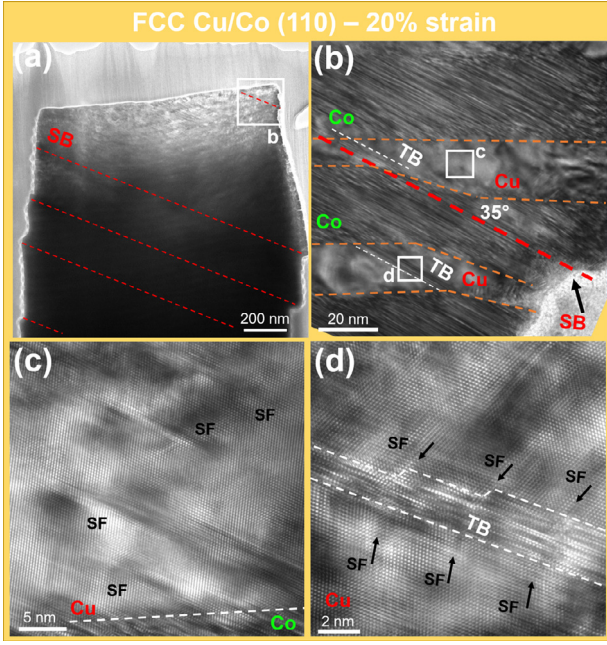 FCC Cu/Co (110) – 20% strain
(a)
SB
b
200 nm
(b)
Co
TB
c
Cu
35°
Co
TB
d
Cu
SB
20 nm
(c)
SF
SF
SF
SF
Cu
Co
5 nm
(d)
SF
SF
SF
TB
SF
SF
SF
Cu
2 nm